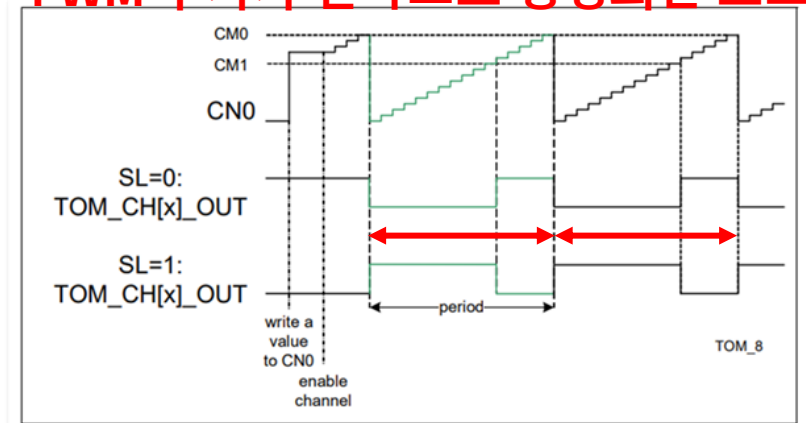 CM0
CM1
CN0
SL=0:
TOM_CH[x]_OUT
SL=1:
TOM_CH[x]_OUT
period
write a
value
to CN0
enable
channel
TOM_8